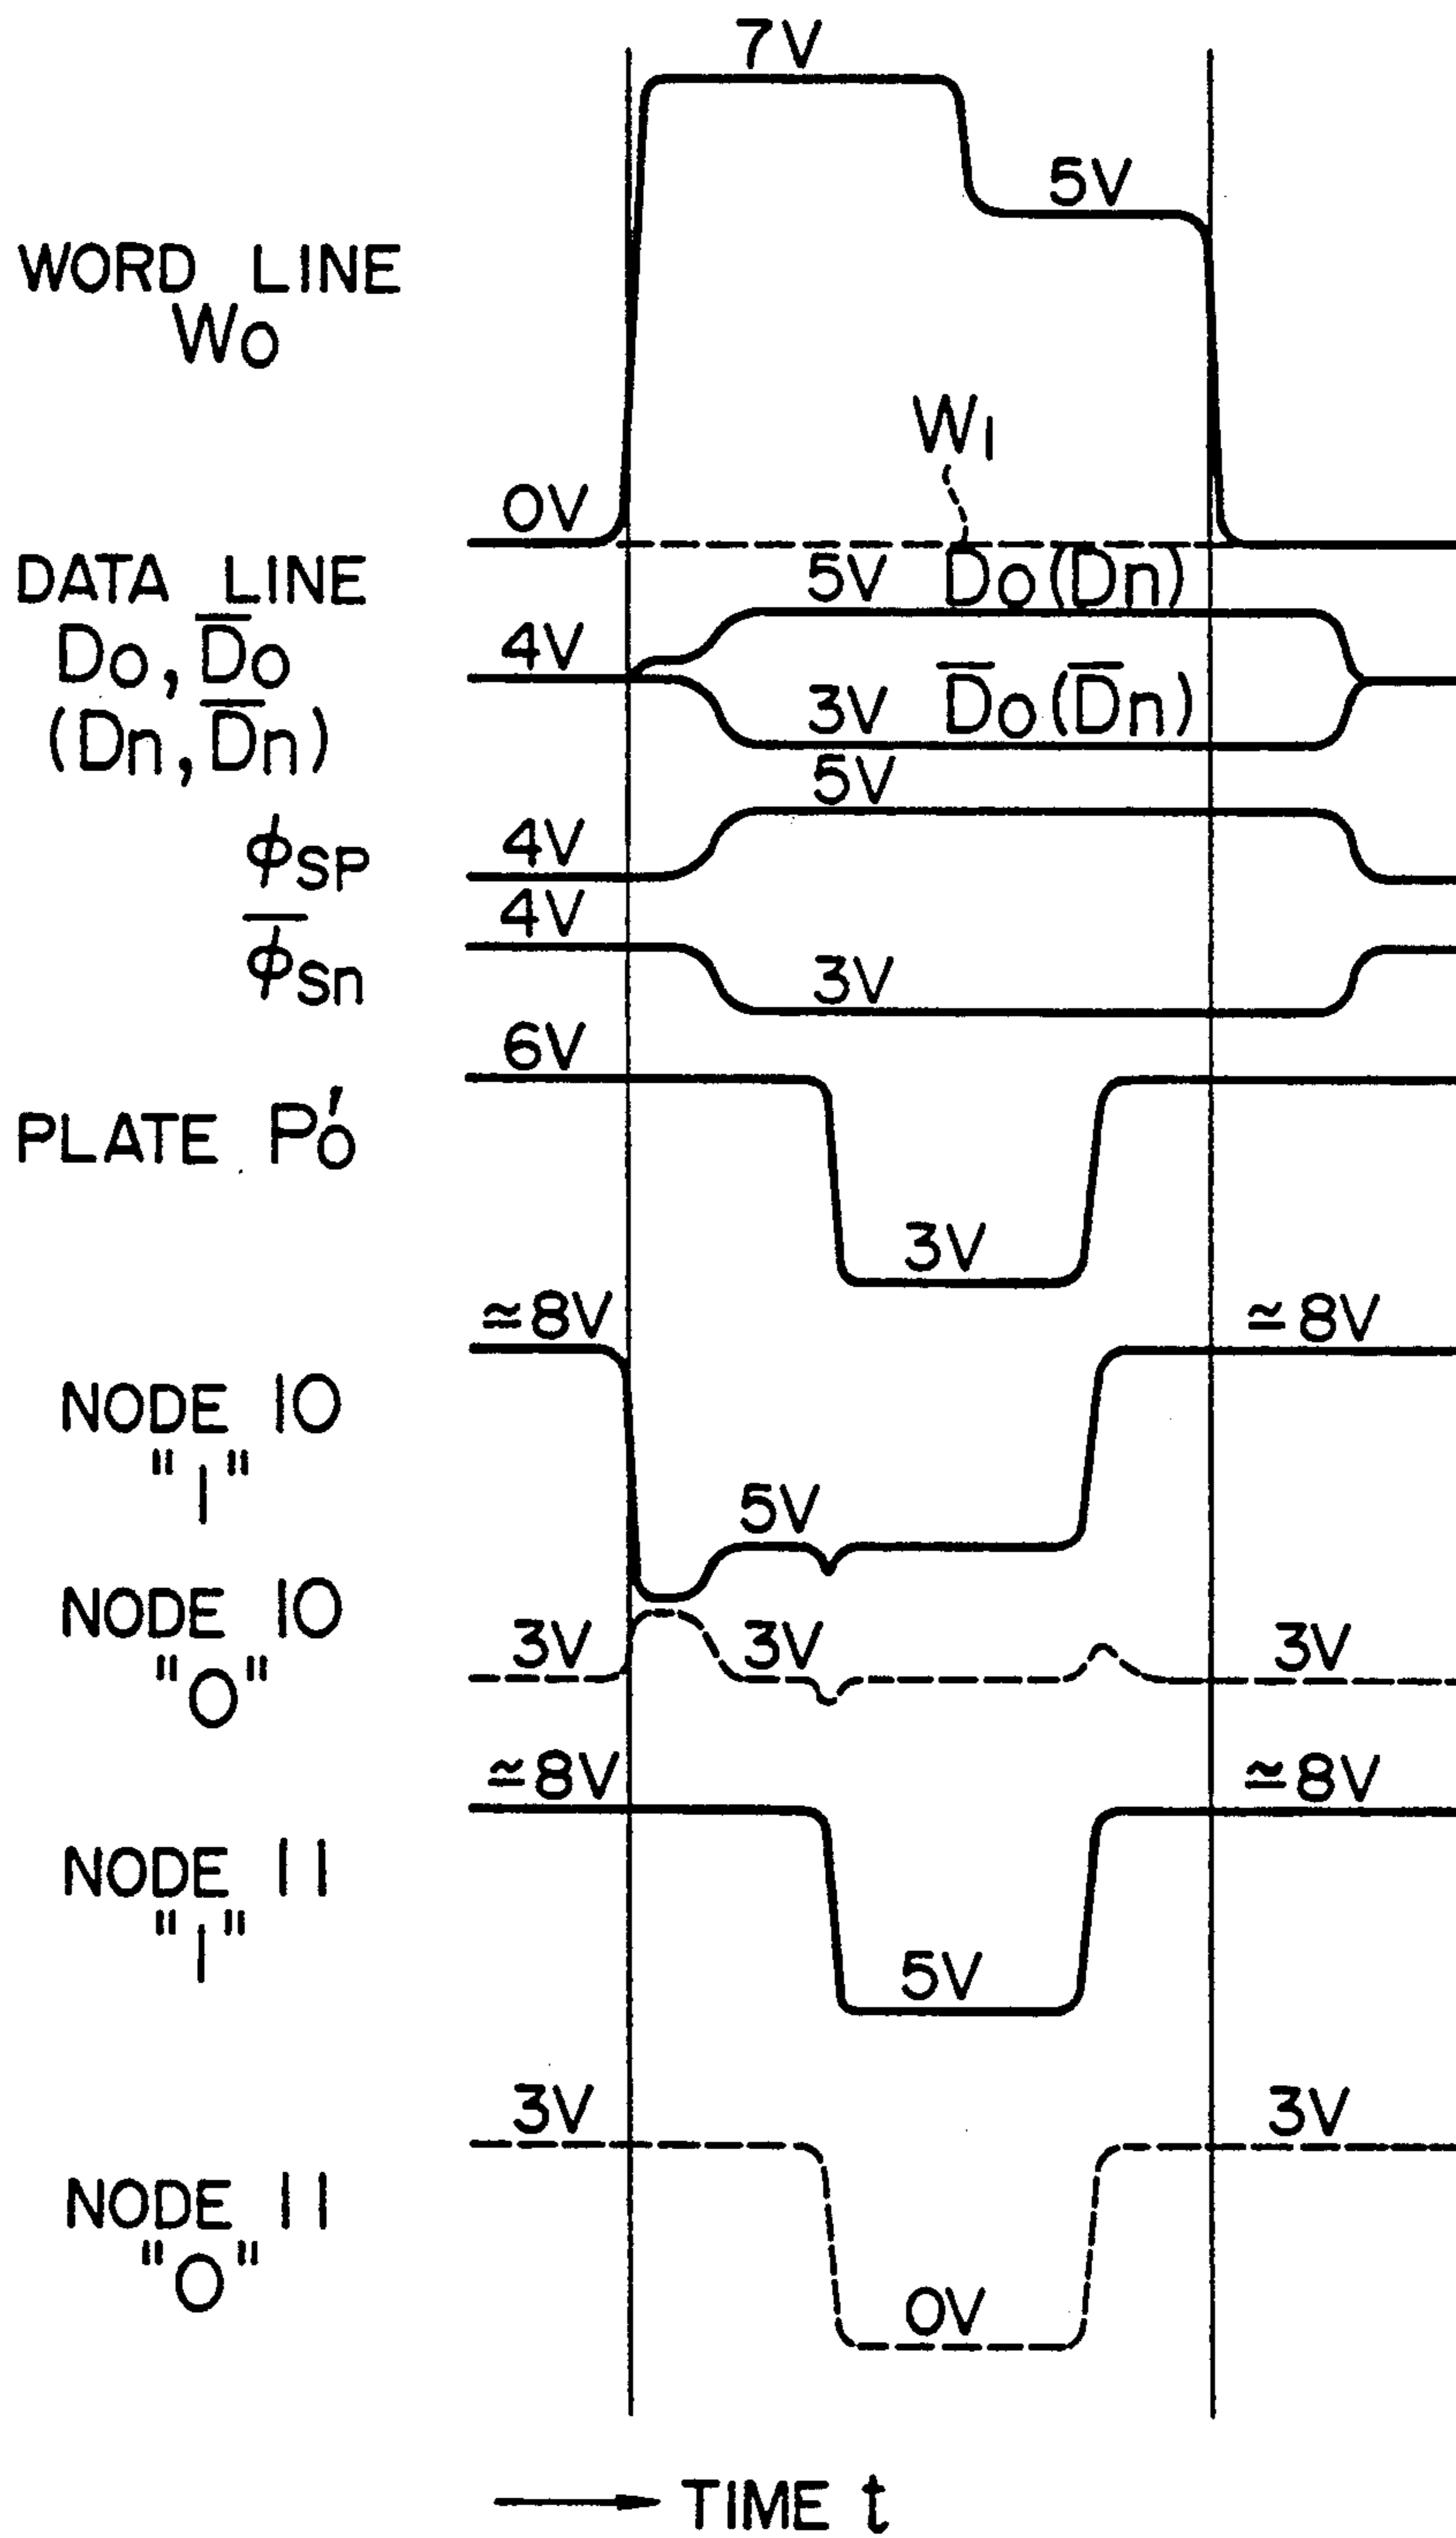 7V
5V
WORD LINE
W0
W1
0V
DATA LINE
D0, D̅0
(Dn, D̅n)
4V
5V D0(Dn)
3V D̅0(D̅n)
5V
ϕSP
4V
ϕ̅Sn
4V
3V
6V
PLATE P'0
3V
≃8V
≃8V
NODE 10
"1"
5V
NODE 10
"0"
3V
3V
3V
≃8V
≃8V
NODE 11
"1"
5V
3V
3V
NODE 11
"0"
0V
TIME t